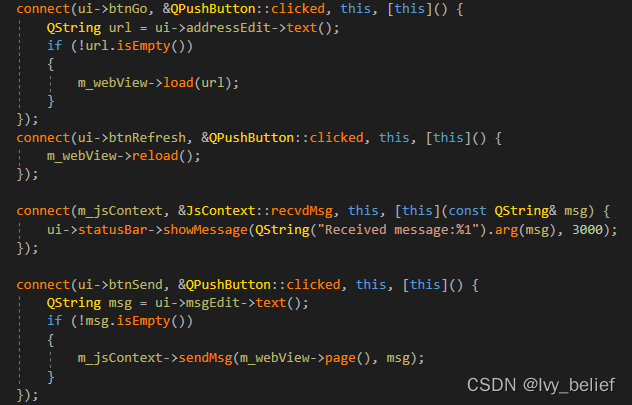 connect(ui->btnGo, &QPushButton::clicked, this, [this]() {
    QString url = ui->addressEdit->text();
    if (!url.isEmpty())
    {
        m_webView->load(url);
    }
});
connect(ui->btnRefresh, &QPushButton::clicked, this, [this]() {
    m_webView->reload();
});

connect(m_jsContext, &JsContext::recvdMsg, this, [this](const QString& msg) {
    ui->statusBar->showMessage(QString("Received message:%1").arg(msg), 3000);
});

connect(ui->btnSend, &QPushButton::clicked, this, [this]() {
    QString msg = ui->msgEdit->text();
    if (!msg.isEmpty())
    {
        m_jsContext->sendMsg(m_webView->page(), msg);
    }
});
CSDN @Ivy_belief